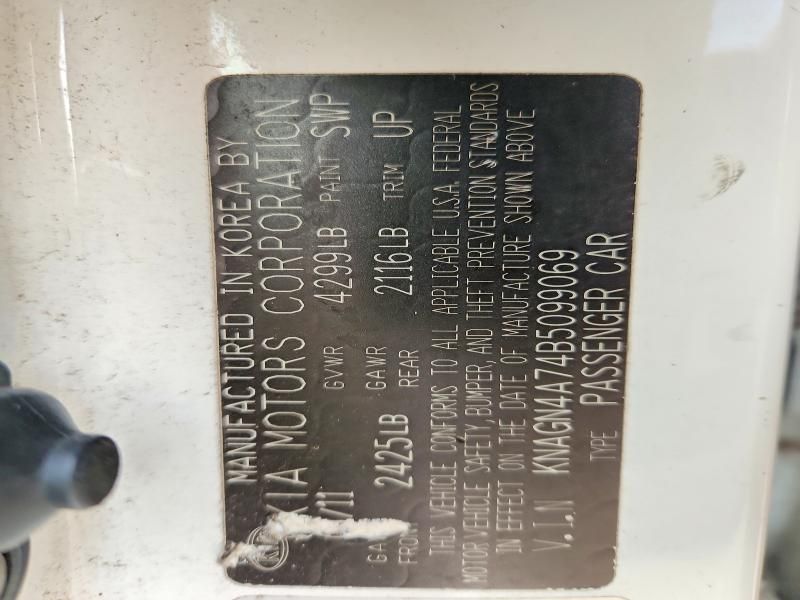 MANUFACTURED IN KOREA BY
KIA MOTORS CORPORATION
GVWR 4299LB PAINT SWP
2425LB GAWR 2116LB TRIM UP
FRONT REAR
THIS VEHICLE CONFORMS TO ALL APPLICABLE U.S.A. FEDERAL
MOTOR VEHICLE SAFETY, BUMPER, AND THEFT PREVENTION STANDARDS
IN EFFECT ON THE DATE OF MANUFACTURE SHOWN ABOVE
V.I.N KNAGN4A74B5099069
TYPE PASSENGER CAR